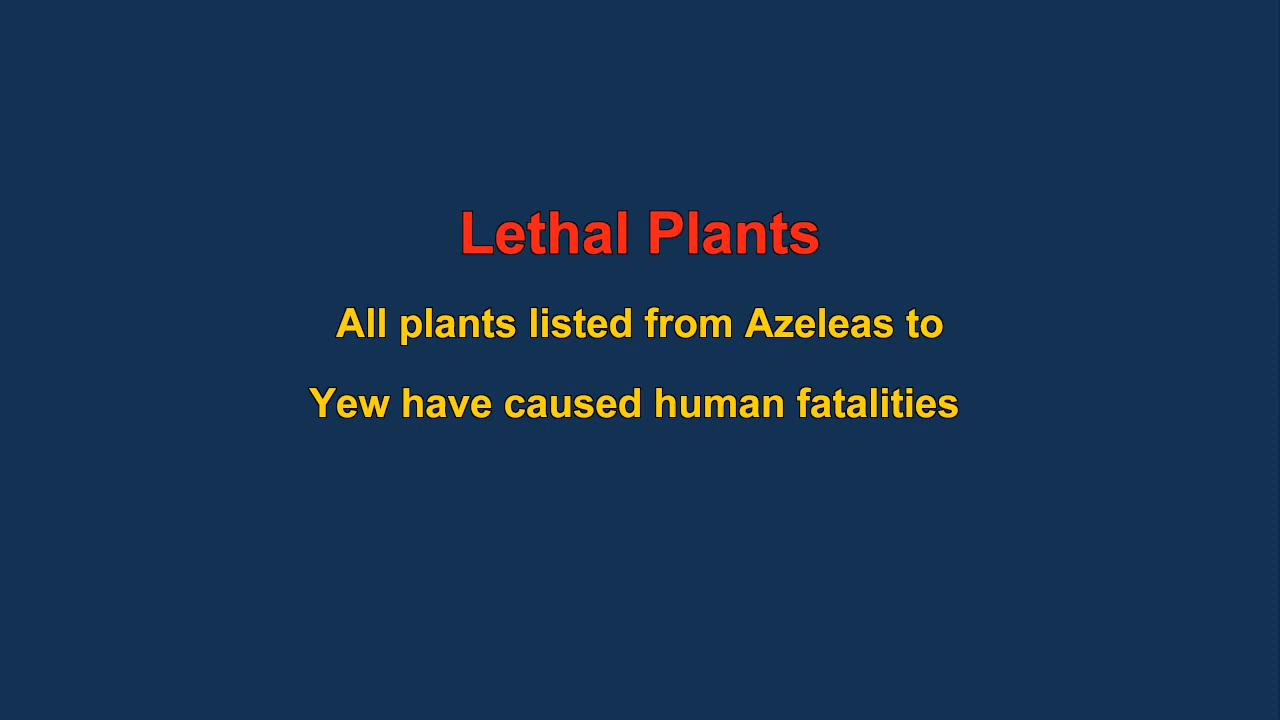 Lethal Plants
All plants listed from Azeleas to
Yew have caused human fatalities